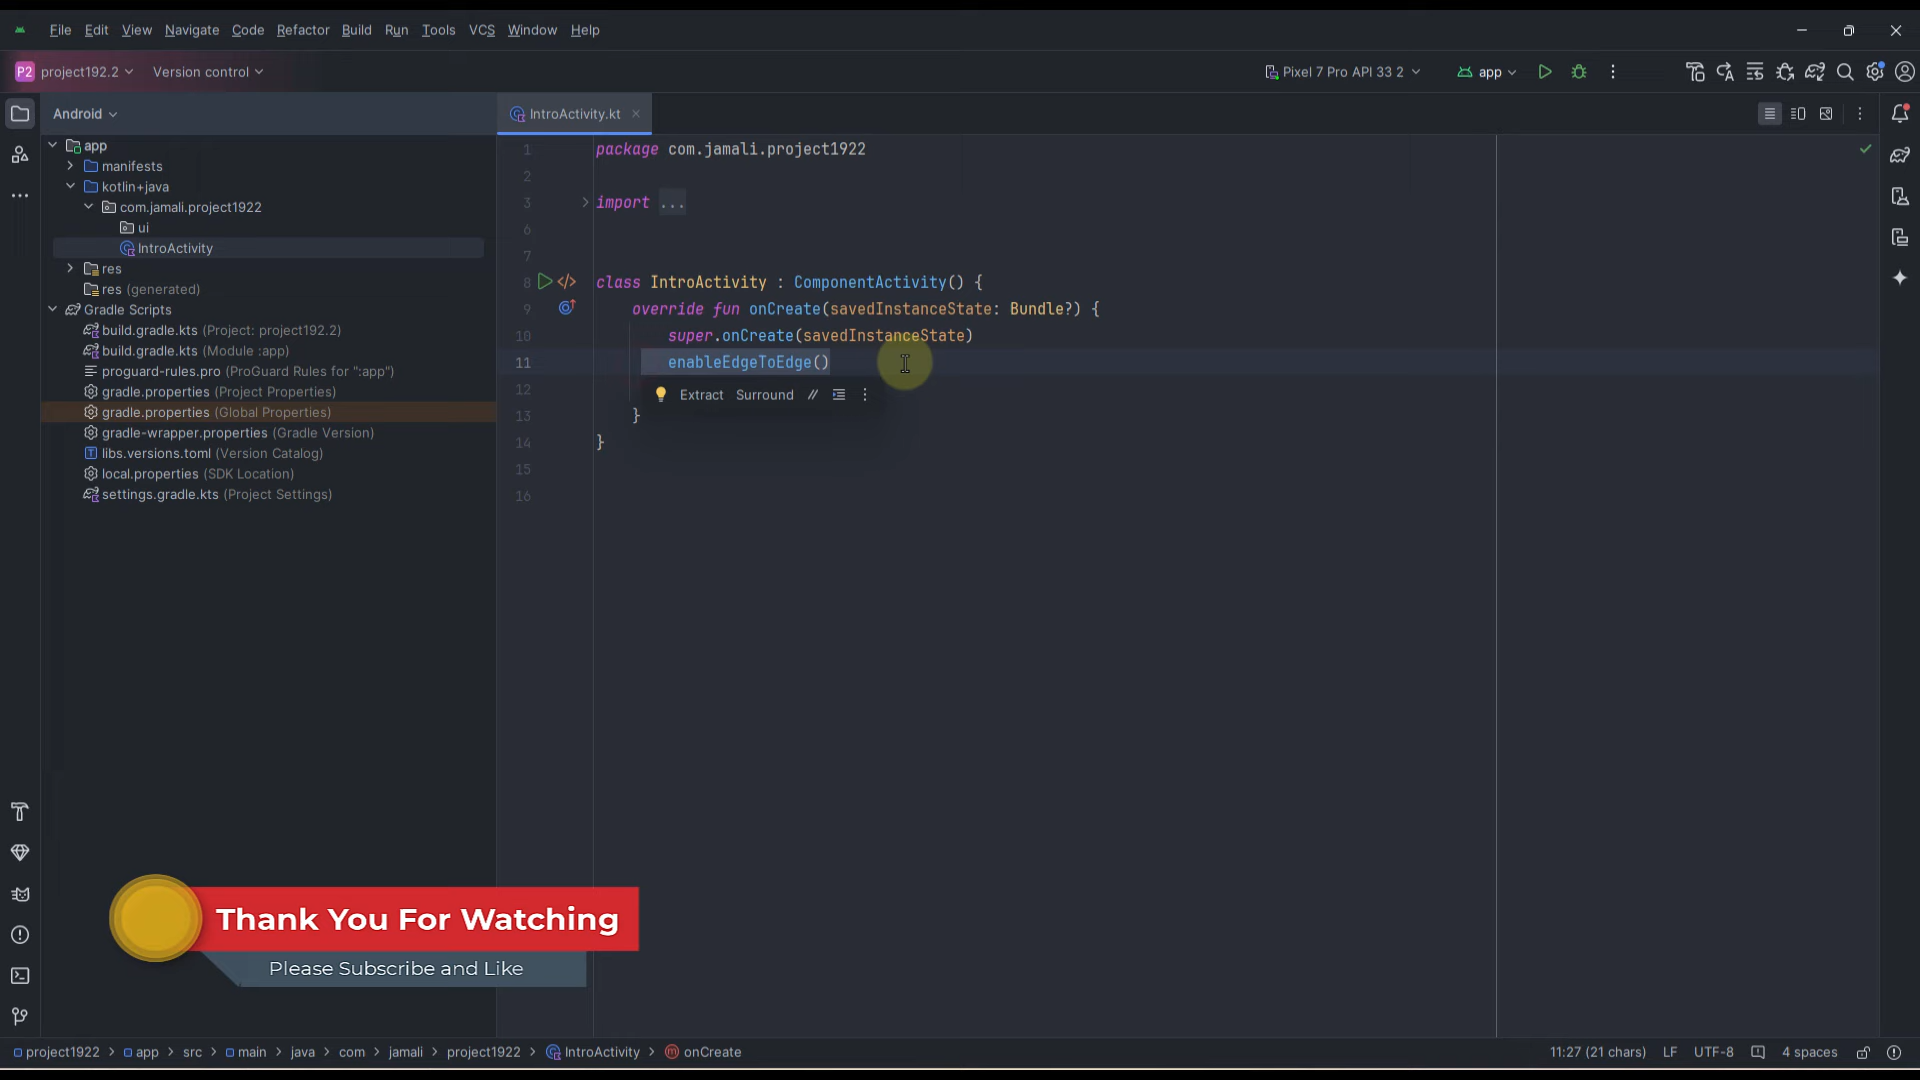 File Edit View Navigate Code Refactor Build Run Tools VCS Window Help
P2 project192.2 Version control Pixel 7 Pro API 33 2 app
Android
app
manifests
kotlin+java
com.jamali.project1922
ui
IntroActivity
res
res (generated)
Gradle Scripts
build.gradle.kts (Project: project192.2)
build.gradle.kts (Module :app)
proguard-rules.pro (ProGuard Rules for ":app")
gradle.properties (Project Properties)
gradle.properties (Global Properties)
gradle-wrapper.properties (Gradle Version)
libs.versions.toml (Version Catalog)
local.properties (SDK Location)
settings.gradle.kts (Project Settings)
IntroActivity.kt
1 package com.jamali.project1922
2
3 import ...
6
7
8 class IntroActivity : ComponentActivity() {
9 override fun onCreate(savedInstanceState: Bundle?) {
10 super.onCreate(savedInstanceState)
11 enableEdgeToEdge()
12 Extract Surround //
13 }
14 }
15
16
Thank You For Watching
Please Subscribe and Like
project1922 > app > src > main > java > com > jamali > project1922 > IntroActivity > onCreate 11:27 (21 chars) LF UTF-8 4 spaces